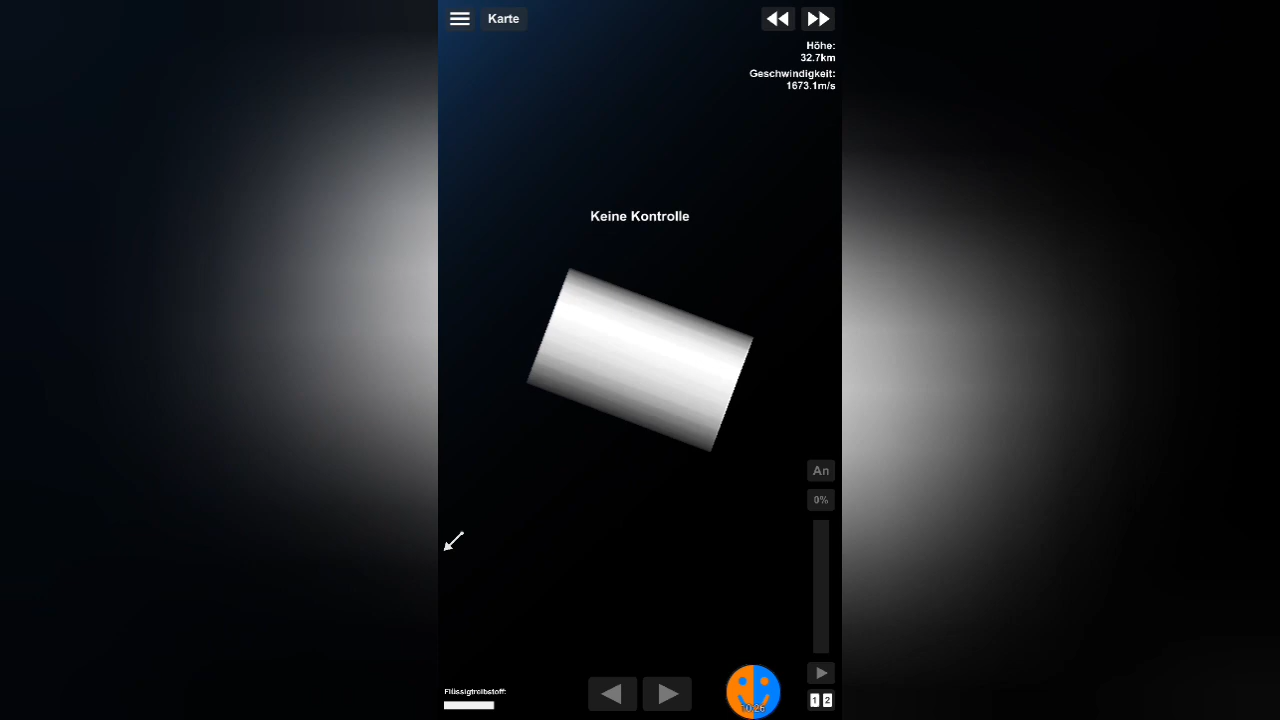 Karte
Höhe:
32.7km
Geschwindigkeit:
1673.1m/s
Keine Kontrolle
An
0%
Flüssigtreibstoff:
1 2